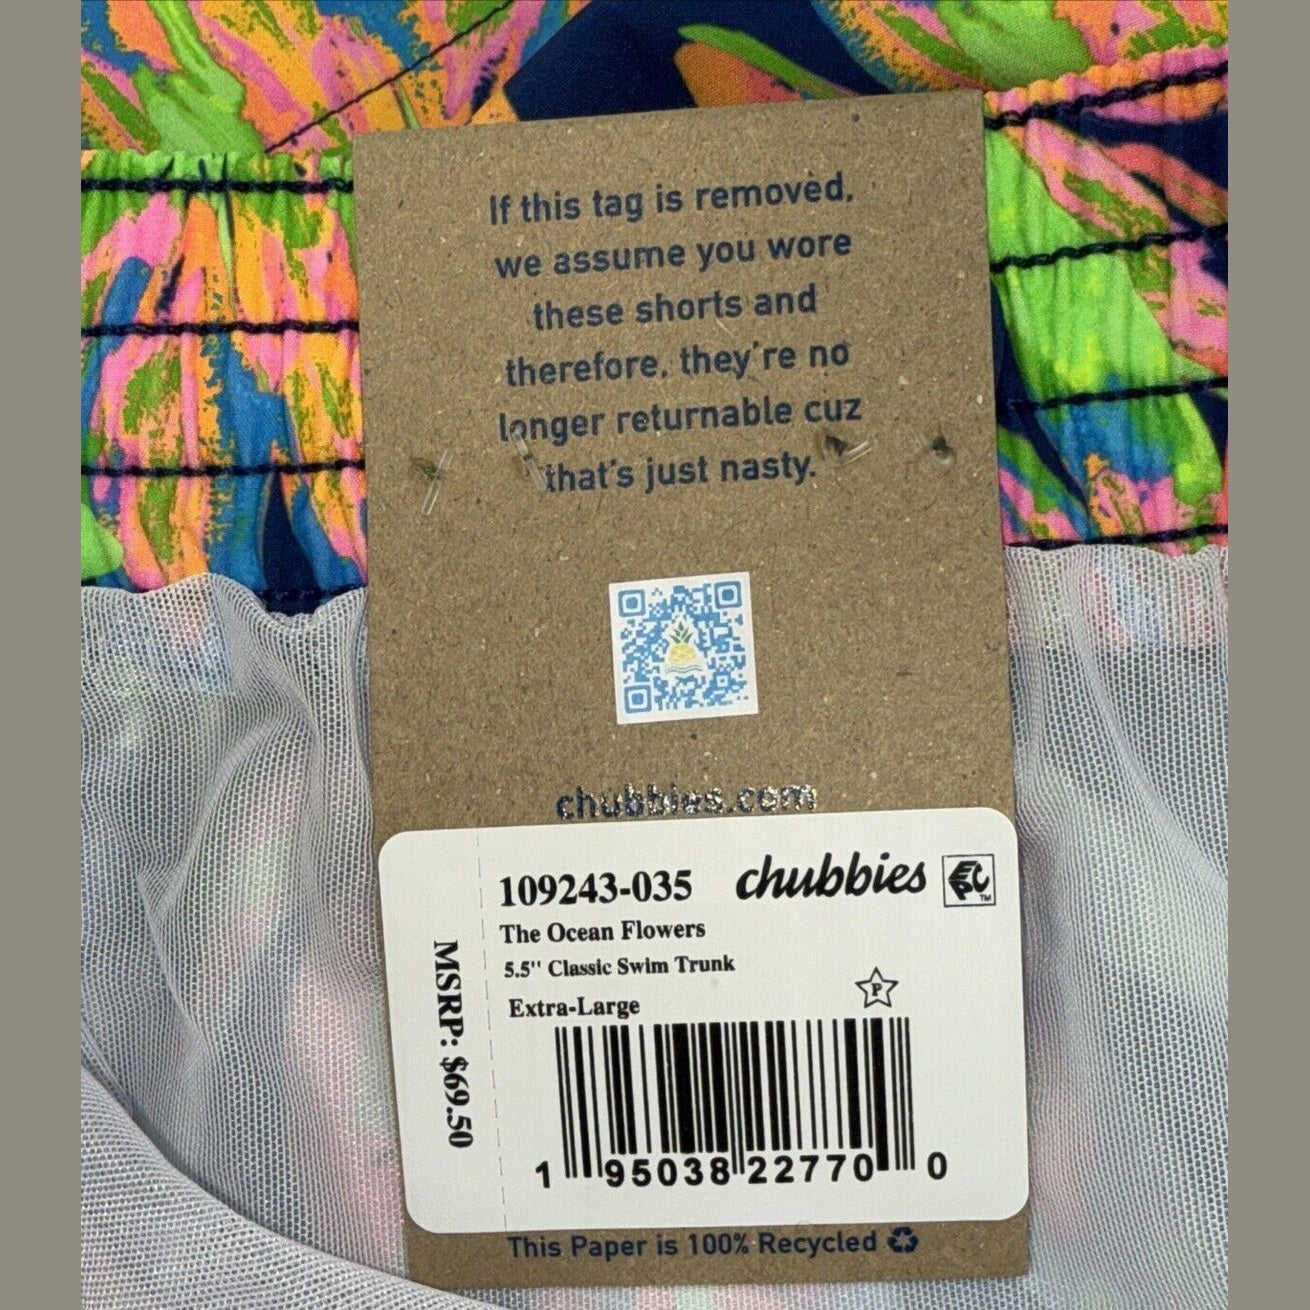 If this tag is removed,
we assume you wore
these shorts and
therefore, they're no
longer returnable cuz
that's just nasty.
chubbies.com
109243-035
chubbies
The Ocean Flowers
5.5'' Classic Swim Trunk
Extra-Large
P
MSRP: $69.50
1 95038 22770 0
This Paper is 100% Recycled